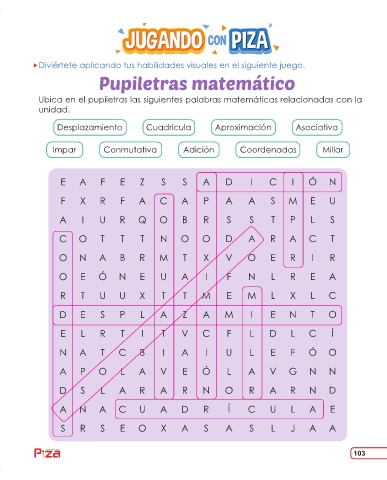 JUGANDO CON PIZA
▸Diviértete aplicando tus habilidades visuales en el siguiente juego.
Pupiletras matemático
Ubica en el pupiletras las siguientes palabras matemáticas relacionadas con la
unidad.
Desplazamiento Cuadrícula Aproximación Asociativa
Impar Conmutativa Adición Coordenadas Millar
E A F E Z S S A D I C I Ó N
F X R F A C A P A A S M E U
A I U R Q O B R S S T P L S
C O T T T N O O D A R A C T
O N A B R M T X V O E R I R
O E Ó N E U A I F N L R E A
R T U U X T T M E M L X L C
D E S P L A Z A M I E N T O
E L R T I T V C F L D L C Í
N A T C B I A I U L E F Ó O
A P O L A V E Ó L A V G N N
D S L A R A R N O R A R N D
A N A C U A D R Í C U L A E
S R S E O X A S A S L J A A
Piza
103